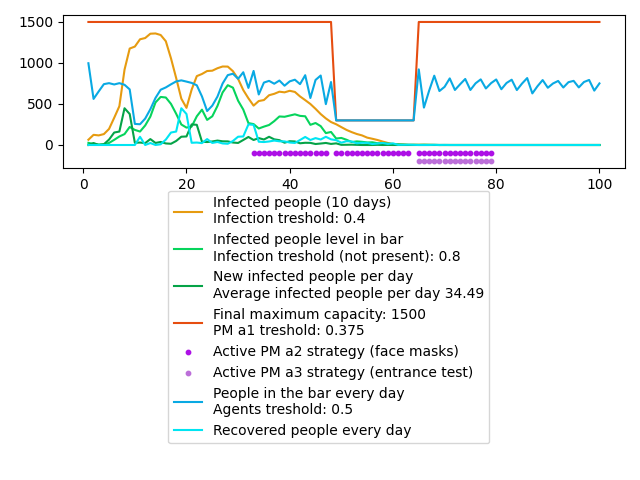 1500
1000
500
0
0 20 40 60 80 100
Infected people (10 days)
Infection treshold: 0.4
Infected people level in bar
Infection treshold (not present): 0.8
New infected people per day
Average infected people per day 34.49
Final maximum capacity: 1500
PM a1 treshold: 0.375
Active PM a2 strategy (face masks)
Active PM a3 strategy (entrance test)
People in the bar every day
Agents treshold: 0.5
Recovered people every day